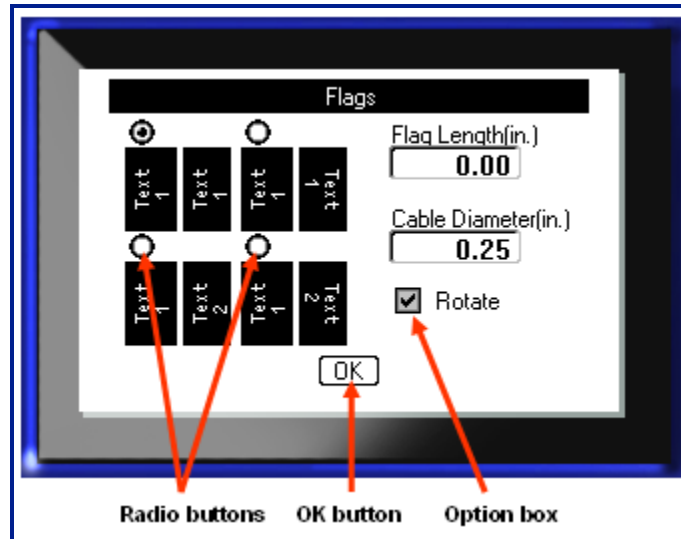 Flags
Flag Length(in.)
0.00
Text 1
Text 1
Text 1
Text 1
Cable Diameter(in.)
0.25
Text 1
Text 2
Text 1
Text 2
Rotate
OK
Radio buttons OK button Option box